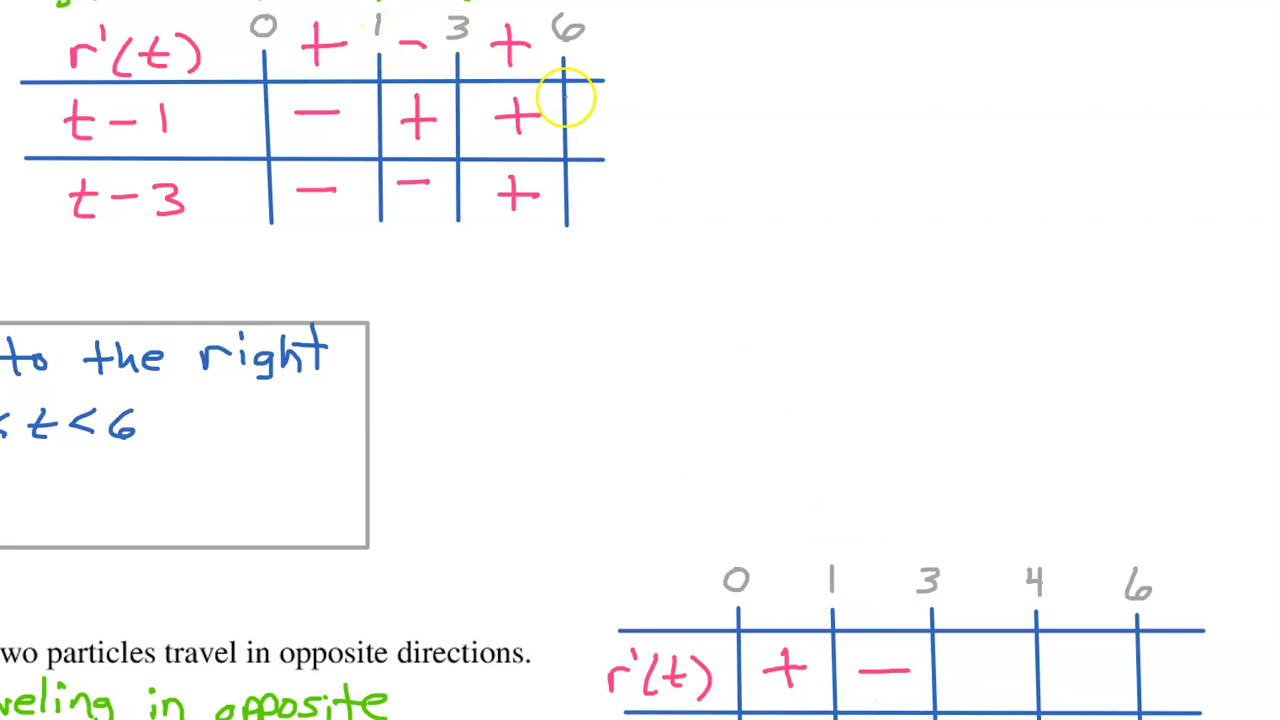 0 1 3 6
r'(t) + - +
t - 1 - + +
t - 3 - - +
to the right
< t < 6
0 1 3 4 6
wo particles travel in opposite directions.
r'(t) + -
veling in opposite